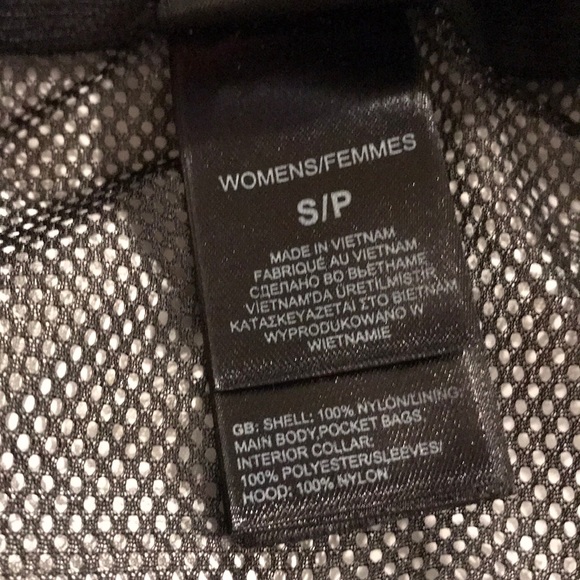 WOMENS/FEMMES
S/P
MADE IN VIETNAM
FABRIQUÉ AU VIETNAM
СДЕЛАНО ВО ВЬЕТНАМЕ
VIETNAM'DA ÜRETILMISTIR
ΚΑΤΑΣΚΕΥΑΖΕΤΑΙ ΣΤΟ ΒΙΕΤΝΑΜ
WYPRODUKOWANO W
WIETNAMIE
GB: SHELL: 100% NYLON/LINING:
MAIN BODY,POCKET BAGS,
INTERIOR COLLAR:
100% POLYESTER/SLEEVES/
HOOD: 100% NYLON